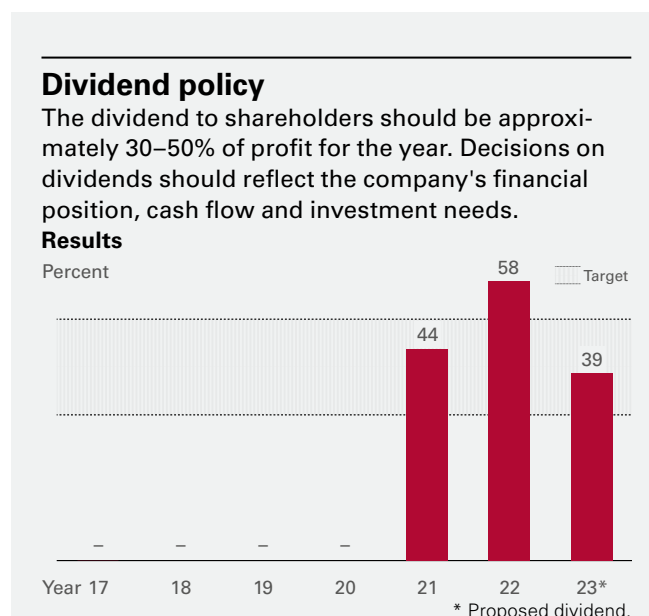 Dividend policy
The dividend to shareholders should be approxi-
mately 30–50% of profit for the year. Decisions on
dividends should reflect the company's financial
position, cash flow and investment needs.
Results
Percent
Target
44
58
39
– – – –
Year 17 18 19 20 21 22 23*
* Proposed dividend.